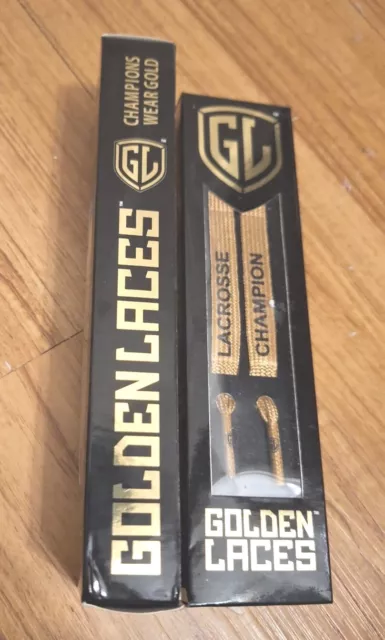 CHAMPIONS
WEAR GOLD
GL
GOLDEN LACES™
GL
LACROSSE
CHAMPION
GOLDEN™
LACES